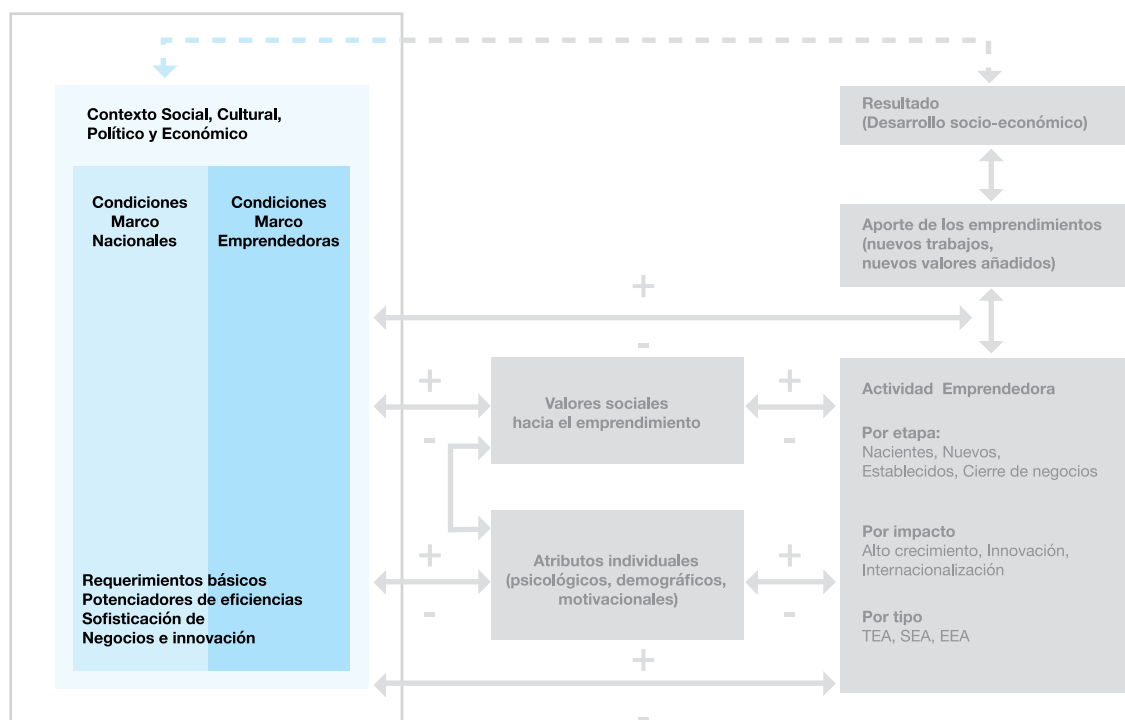 Contexto Social, Cultural,
Político y Económico
Condiciones
Marco
Nacionales
Condiciones
Marco
Emprendedoras
Requerimientos básicos
Potenciadores de eficiencias
Sofisticación de
Negocios e innovación
+
-
+
-
+
-
+
-
Valores sociales
hacia el emprendimiento
Atributos individuales
(psicológicos, demográficos,
motivacionales)
+
-
+
-
Resultado
(Desarrollo socio-económico)
Aporte de los emprendimientos
(nuevos trabajos,
nuevos valores añadidos)
Actividad Emprendedora
Por etapa:
Nacientes, Nuevos,
Establecidos, Cierre de negocios
Por impacto
Alto crecimiento, Innovación,
Internacionalización
Por tipo
TEA, SEA, EEA